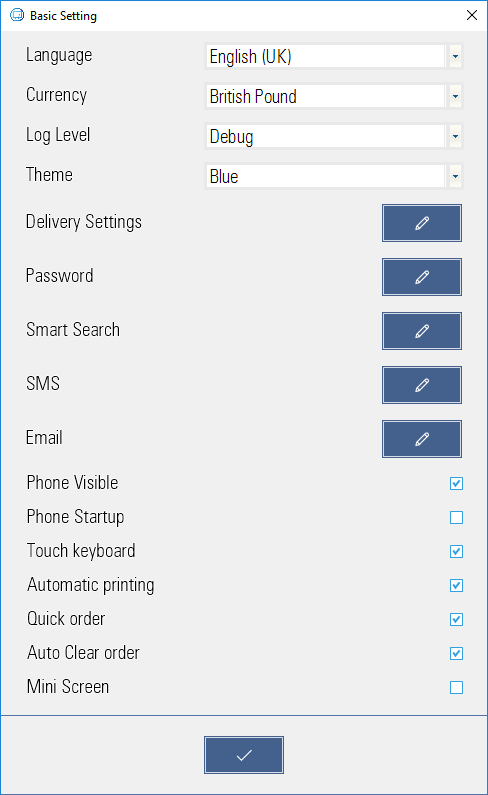 Basic Setting
Language English (UK)
Currency British Pound
Log Level Debug
Theme Blue
Delivery Settings
Password
Smart Search
SMS
Email
Phone Visible
Phone Startup
Touch keyboard
Automatic printing
Quick order
Auto Clear order
Mini Screen